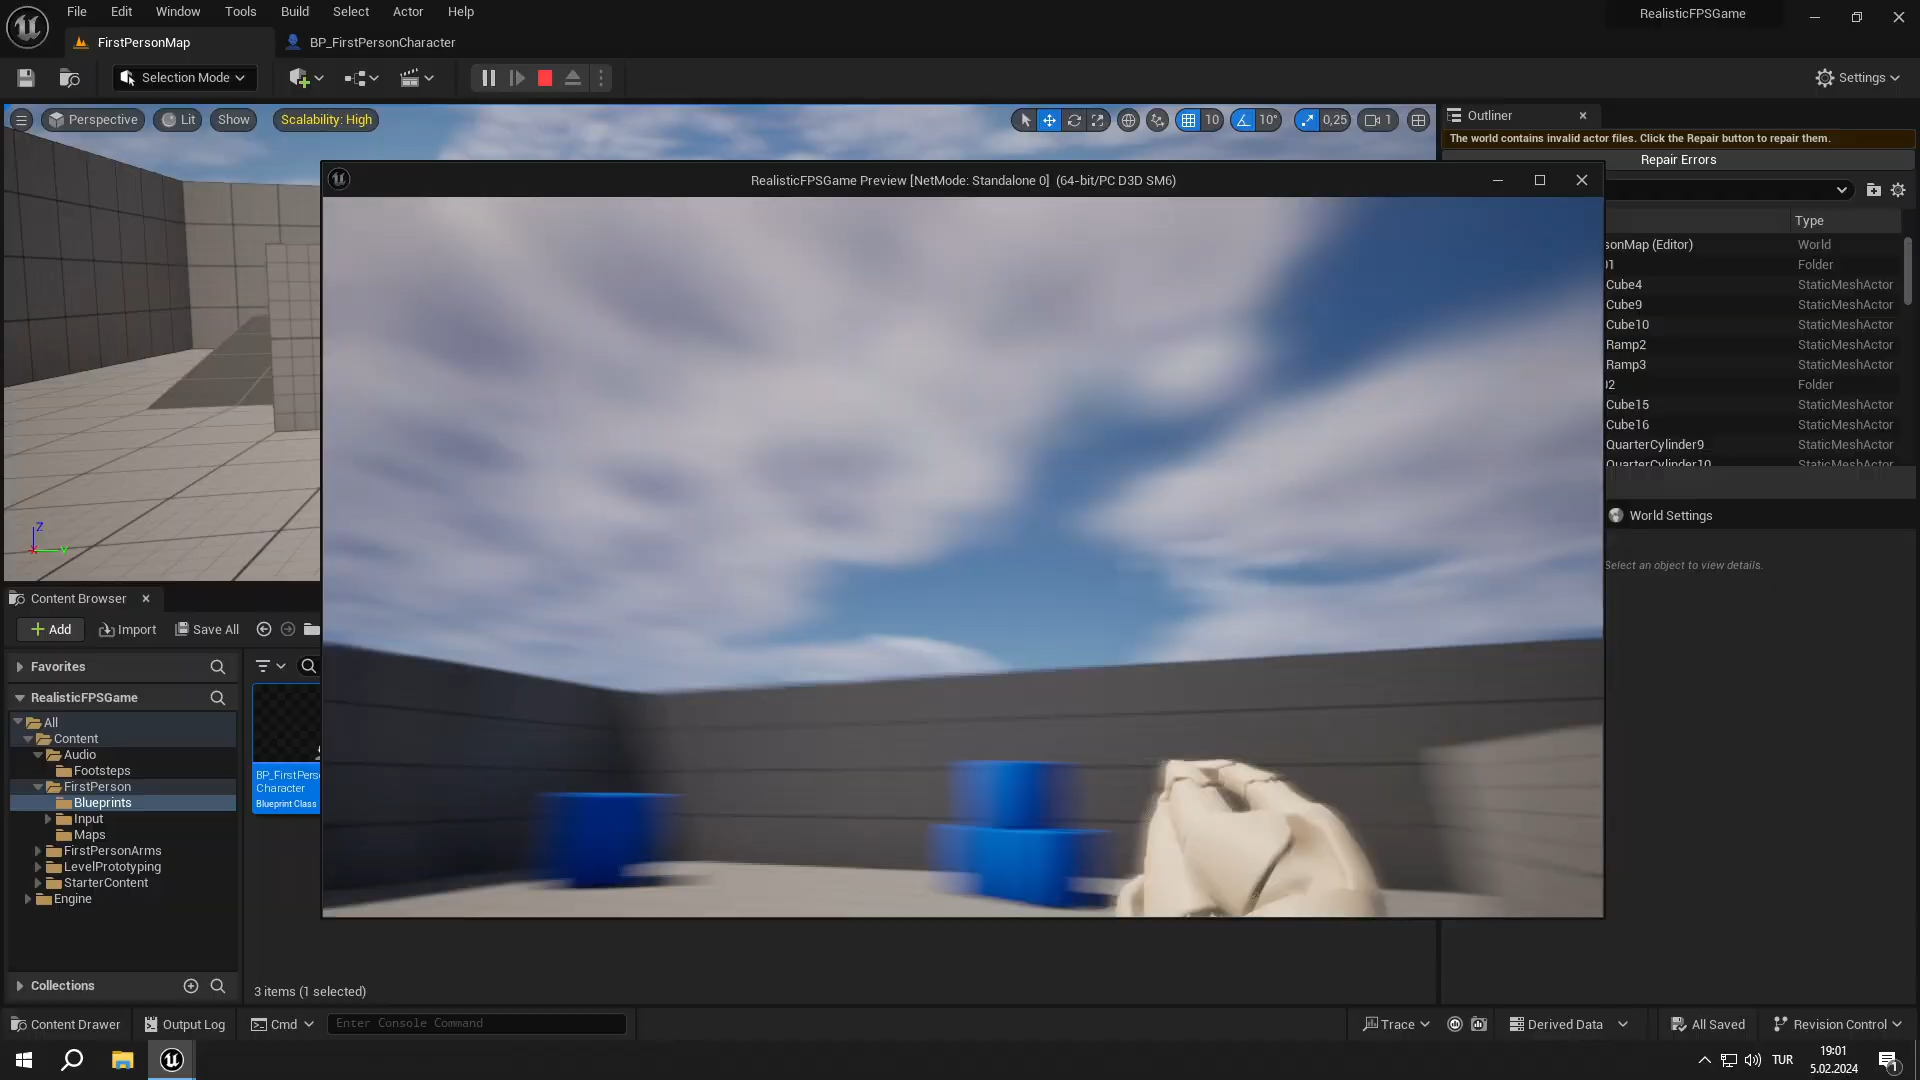 File Edit Window Tools Build Select Actor Help
RealisticFPSGame
FirstPersonMap
BP_FirstPersonCharacter
Selection Mode
Settings
Perspective
Lit
Show
Scalability: High
10
10°
0,25
1
Outliner
The world contains invalid actor files. Click the Repair button to repair them.
Repair Errors
RealisticFPSGame Preview [NetMode: Standalone 0] (64-bit/PC D3D SM6)
Type
sonMap (Editor) World
01 Folder
Cube4 StaticMeshActor
Cube9 StaticMeshActor
Cube10 StaticMeshActor
Ramp2 StaticMeshActor
Ramp3 StaticMeshActor
02 Folder
Cube15 StaticMeshActor
Cube16 StaticMeshActor
QuarterCylinder9 StaticMeshActor
QuarterCylinder10 StaticMeshActor
World Settings
Select an object to view details.
Z
Y
X
Content Browser
Add
Import
Save All
Favorites
RealisticFPSGame
All
Content
Audio
Footsteps
FirstPerson
Blueprints
Input
Maps
FirstPersonArms
LevelPrototyping
StarterContent
Engine
BP_FirstPerso
Character
Blueprint Class
Collections
3 items (1 selected)
Content Drawer
Output Log
Cmd
Enter Console Command
Trace
Derived Data
All Saved
Revision Control
TUR
19:01
5.02.2024
1